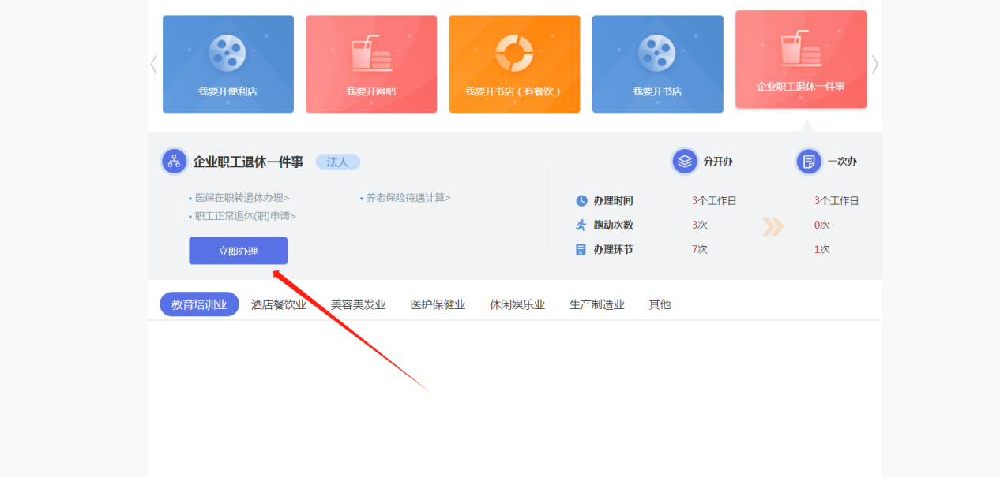 我要开便利店
我要开网吧
我要开书店（有餐饮）
我要开书店
企业职工退休一件事
企业职工退休一件事 法人
分开办 一次办
•医保在职转退休办理> •养老保险待遇计算>
•职工正常退休(职)申请>
立即办理
办理时间 3个工作日 3个工作日
跑动次数 3次 0次
办理环节 7次 1次
教育培训业 酒店餐饮业 美容美发业 医护保健业 休闲娱乐业 生产制造业 其他